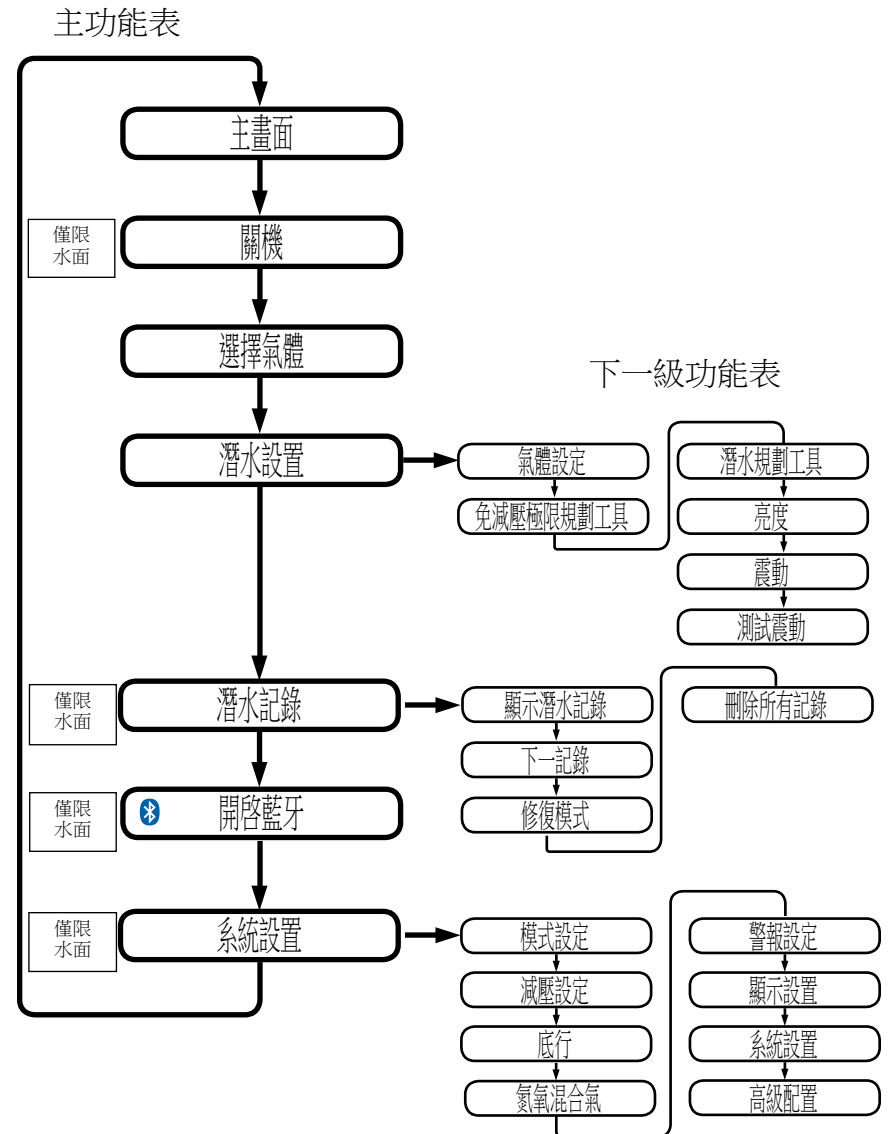 主功能表
主畫面
僅限
水面
關機
選擇氣體
下一級功能表
潛水設置
氣體設定
免減壓極限規劃工具
潛水規劃工具
亮度
震動
測試震動
僅限
水面
潛水記錄
顯示潛水記錄
下一記錄
修復模式
刪除所有記錄
僅限
水面
開啓藍牙
僅限
水面
系統設置
模式設定
減壓設定
底行
氮氧混合氣
警報設定
顯示設置
系統設置
高級配置